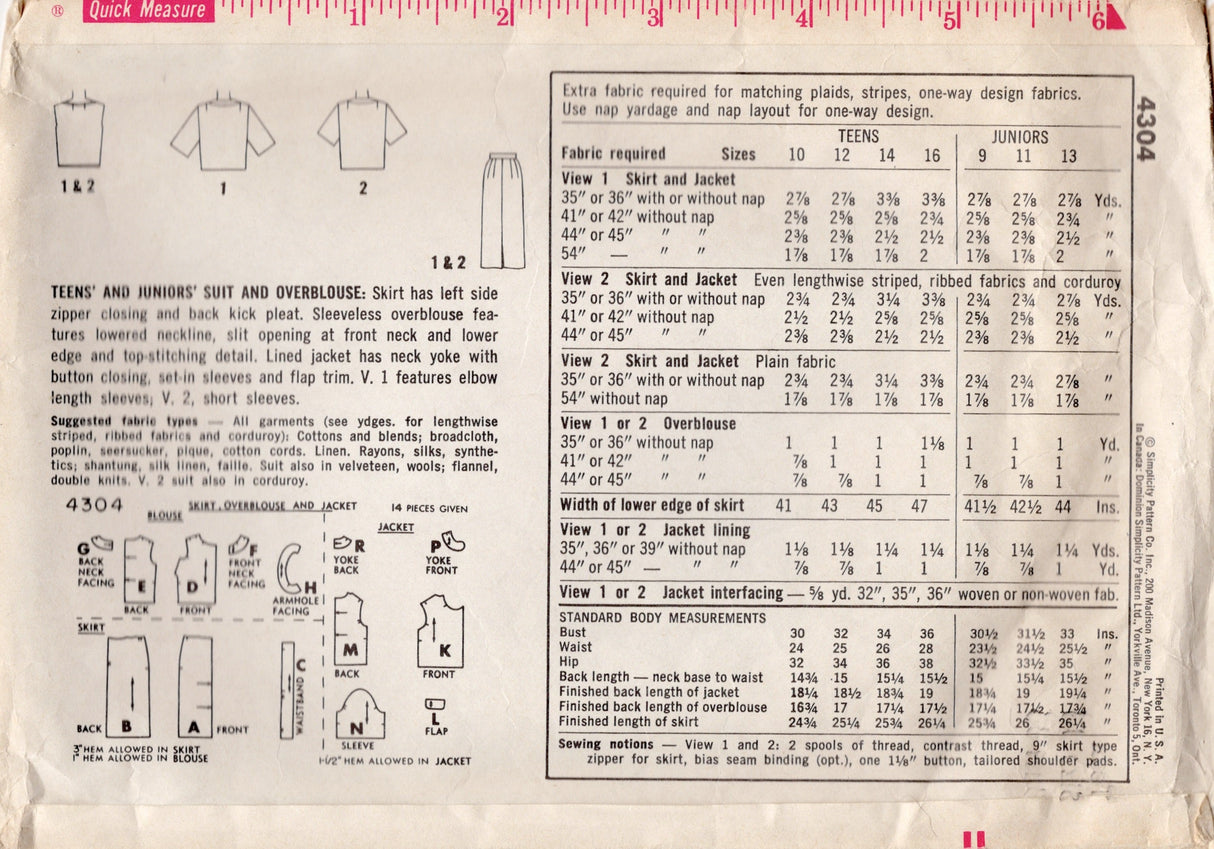 ® Quick Measure 1 2 3 4 5 6
1 & 2
1
2
1 & 2
TEENS' AND JUNIORS' SUIT AND OVERBLOUSE: Skirt has left side
zipper closing and back kick pleat. Sleeveless overblouse fea-
tures lowered neckline, slit opening at front neck and lower
edge and top-stitching detail. Lined jacket has neck yoke with
button closing, set-in sleeves and flap trim. V. 1 features elbow
length sleeves; V. 2, short sleeves.
Suggested fabric types — All garments (see ydges. for lengthwise
striped, ribbed fabrics and corduroy): Cottons and blends; broadcloth,
poplin, seersucker, pique, cotton cords. Linen. Rayons, silks, synthe-
tics; shantung, silk linen, faille. Suit also in velveteen, wools; flannel,
double knits. V. 2 suit also in corduroy.
4304 SKIRT, OVERBLOUSE AND JACKET 14 PIECES GIVEN
BLOUSE
G
BACK
NECK
FACING
E
BACK
D
FRONT
F
FRONT
NECK
FACING
H
ARMHOLE
FACING
JACKET
R
YOKE
BACK
P
YOKE
FRONT
M
BACK
K
FRONT
N
SLEEVE
L
FLAP
SKIRT
BACK B
A FRONT
C
WAISTBAND
3" HEM ALLOWED IN SKIRT
1" HEM ALLOWED IN BLOUSE
1-1/2" HEM ALLOWED IN JACKET
Extra fabric required for matching plaids, stripes, one-way design fabrics.
Use nap yardage and nap layout for one-way design.
TEENS JUNIORS
Fabric required Sizes 10 12 14 16 9 11 13
View 1 Skirt and Jacket
35" or 36" with or without nap 2⅞ 2⅞ 3⅜ 3⅜ 2⅞ 2⅞ 2⅞ Yds.
41" or 42" without nap 2⅝ 2⅝ 2⅝ 2¾ 2⅝ 2⅝ 2¾ "
44" or 45" " " 2⅜ 2⅜ 2½ 2½ 2⅜ 2⅜ 2½ "
54" — " " 1⅞ 1⅞ 1⅞ 2 1⅞ 1⅞ 2 "
View 2 Skirt and Jacket Even lengthwise striped, ribbed fabrics and corduroy
35" or 36" with or without nap 2¾ 2¾ 3¼ 3⅜ 2¾ 2¾ 2⅞ Yds.
41" or 42" without nap 2½ 2½ 2⅝ 2⅝ 2⅝ 2⅝ 2⅝ "
44" or 45" " " 2⅜ 2⅜ 2½ 2½ 2⅜ 2⅜ 2½ "
View 2 Skirt and Jacket Plain fabric
35" or 36" with or without nap 2¾ 2¾ 3¼ 3⅜ 2¾ 2¾ 2⅞ "
54" without nap 1⅞ 1⅞ 1⅞ 1⅞ 1⅞ 1⅞ 1⅞ "
View 1 or 2 Overblouse
35" or 36" without nap 1 1 1 1⅛ 1 1 1 Yd.
41" or 42" " " ⅞ 1 1 1 1 1 1 "
44" or 45" " " ⅞ ⅞ 1 1 ⅞ ⅞ 1 "
Width of lower edge of skirt 41 43 45 47 41½ 42½ 44 Ins.
View 1 or 2 Jacket lining
35", 36" or 39" without nap 1⅛ 1⅛ 1¼ 1¼ 1⅛ 1¼ 1¼ Yds.
44" or 45" — " " ⅞ ⅞ 1 1 ⅞ ⅞ 1 Yd.
View 1 or 2 Jacket interfacing — ⅝ yd. 32", 35", 36" woven or non-woven fab.
STANDARD BODY MEASUREMENTS
Bust 30 32 34 36 30½ 31½ 33 Ins.
Waist 24 25 26 28 23½ 24½ 25½ "
Hip 32 34 36 38 32½ 33½ 35 "
Back length — neck base to waist 14¾ 15 15¼ 15½ 15 15¼ 15½ "
Finished back length of jacket 18¼ 18½ 18¾ 19 18¾ 19 19¼ "
Finished back length of overblouse 16¾ 17 17¼ 17½ 17¼ 17½ 17¾ "
Finished length of skirt 24¾ 25¼ 25¾ 26¼ 25¾ 26 26¼ "
Sewing notions — View 1 and 2: 2 spools of thread, contrast thread, 9" skirt type
zipper for skirt, bias seam binding (opt.), one 1⅛" button, tailored shoulder pads.
4304
© Simplicity Pattern Co. Inc., 200 Madison Avenue, New York 16, N. Y.
In Canada: Dominion Simplicity Pattern Ltd., Yorkville Ave., Toronto 5, Ont.
Printed in U. S. A.